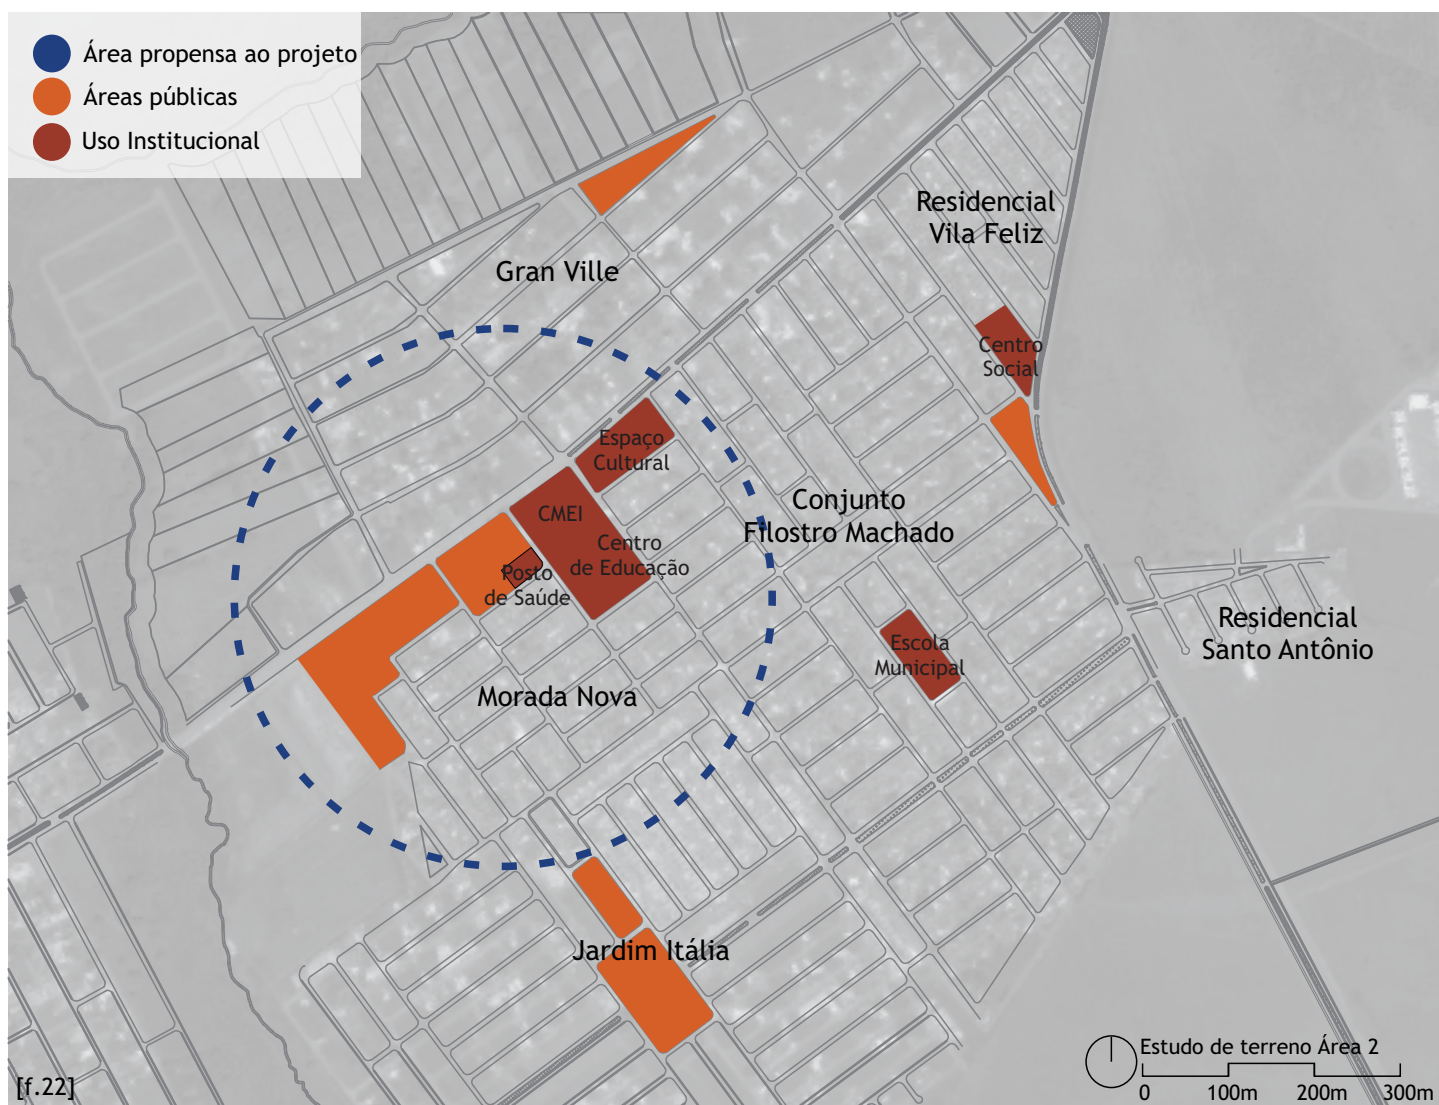 Área propensa ao projeto
Áreas públicas
Uso Institucional
Residencial
Vila Feliz
Gran Ville
Centro
Social
Espaço
Cultural
Conjunto
Filostro Machado
CMEI
Centro
de Educação
Posto
de Saúde
Residencial
Santo Antônio
Escola
Municipal
Morada Nova
Jardim Itália
Estudo de terreno Área 2
0 100m 200m 300m
[f.22]